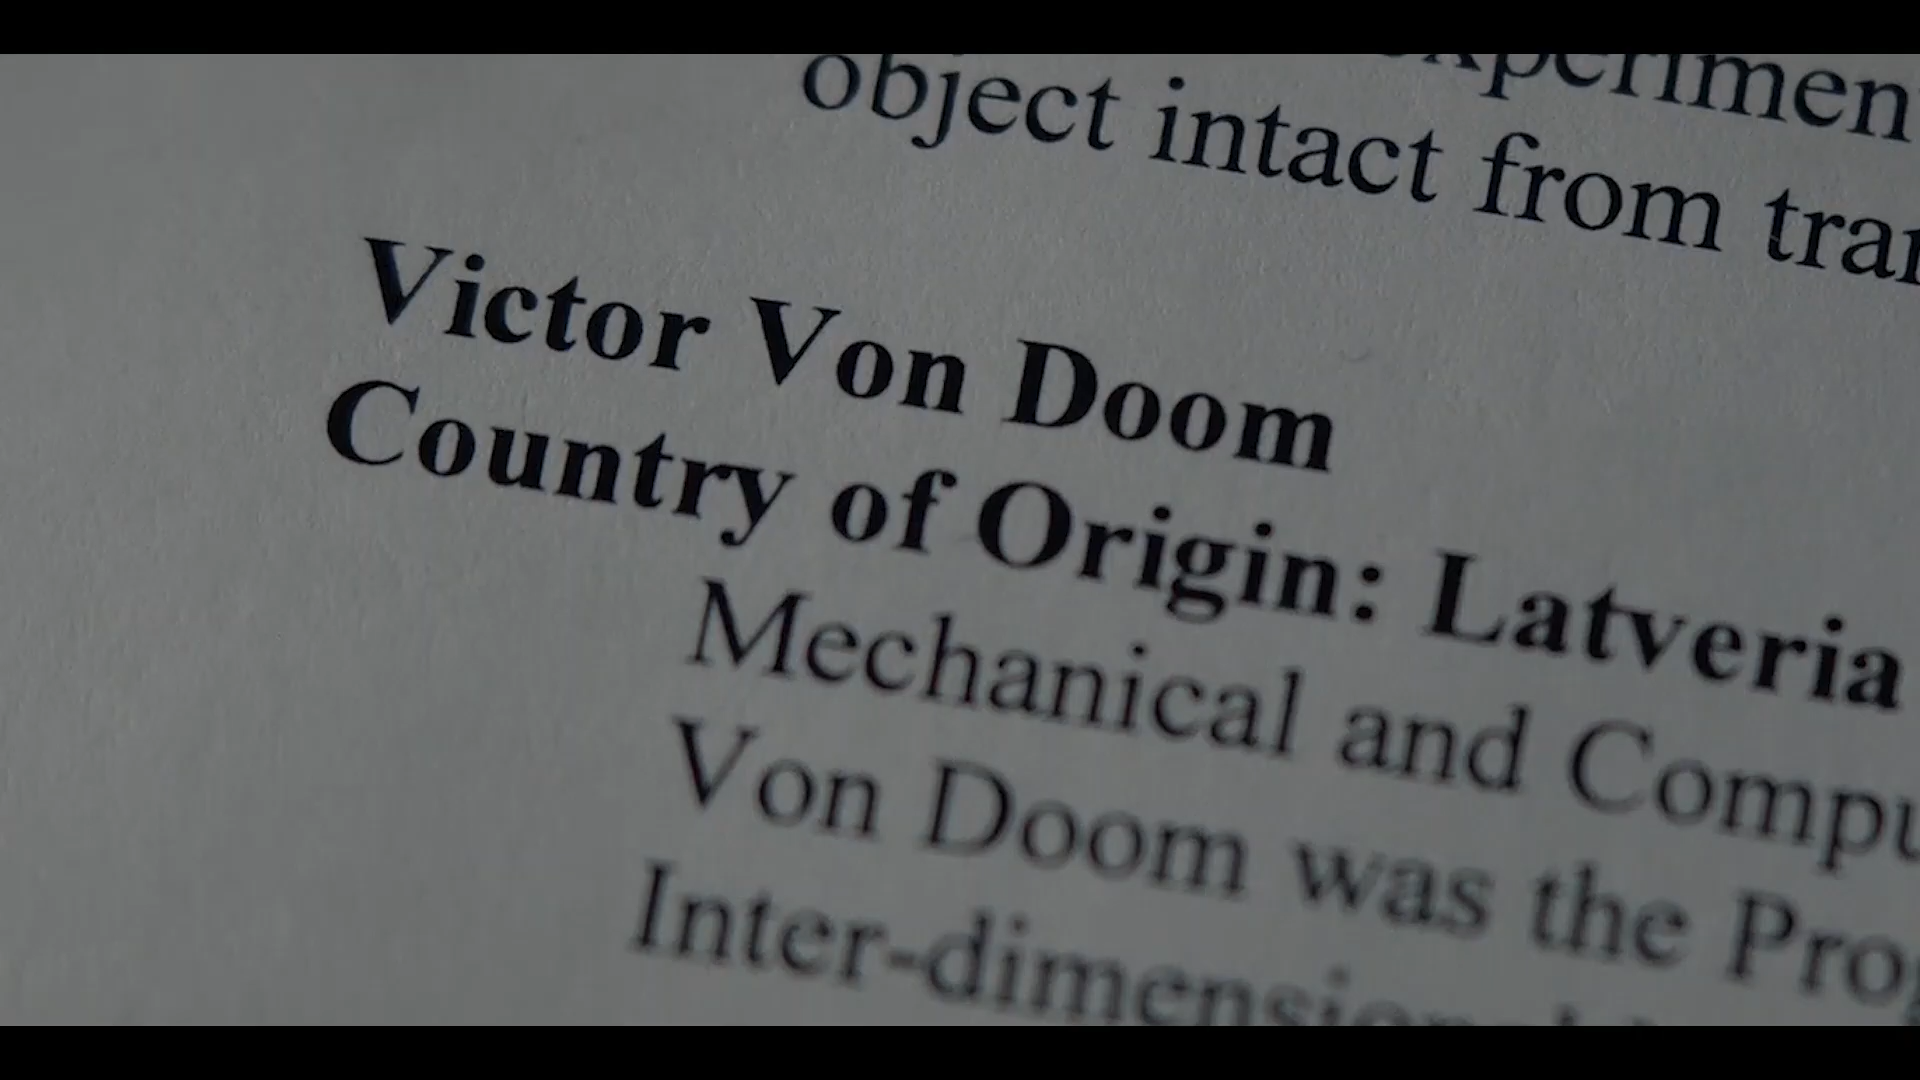 object intact from
Victor Von Doom
Country of Origin: Latveria
Mechanical and
Von Doom was the